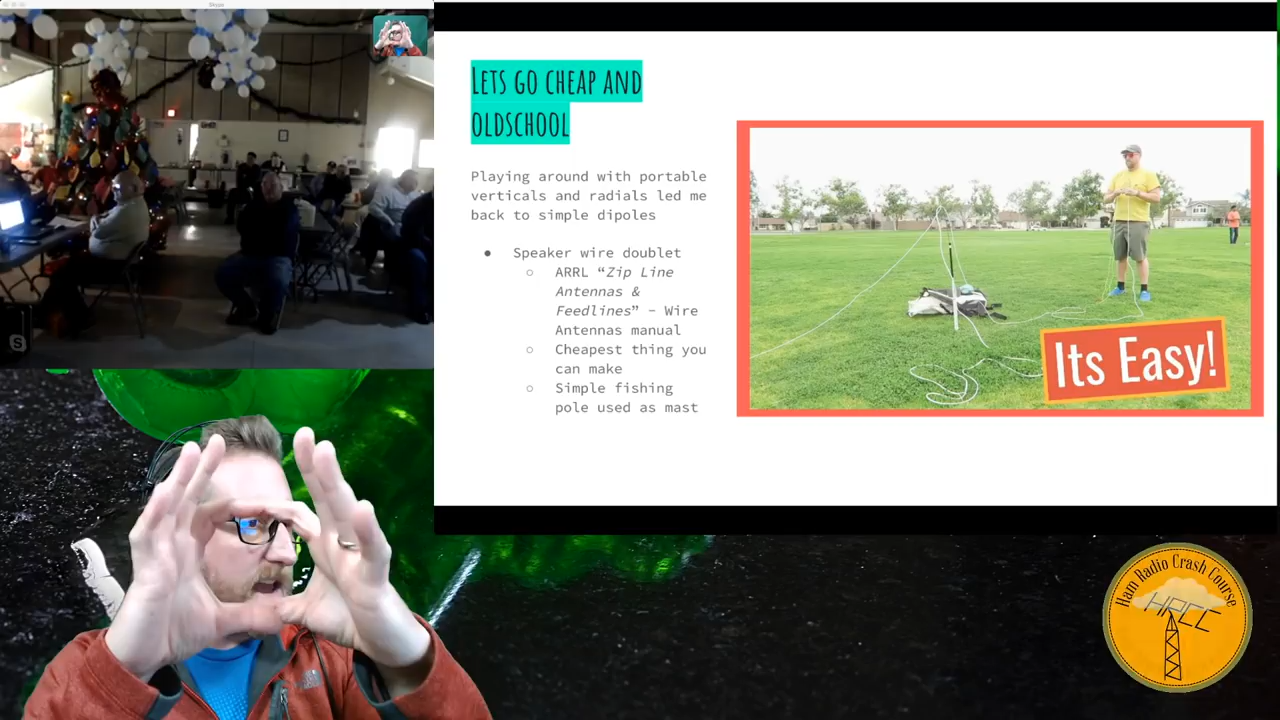 Skype
LETS GO CHEAP AND
OLDSCHOOL
Playing around with portable
verticals and radials led me
back to simple dipoles
● Speaker wire doublet
○ ARRL “Zip Line
Antennas &
Feedlines” – Wire
Antennas manual
○ Cheapest thing you
can make
○ Simple fishing
pole used as mast
Its Easy!
Ham Radio Crash Course
HRCC